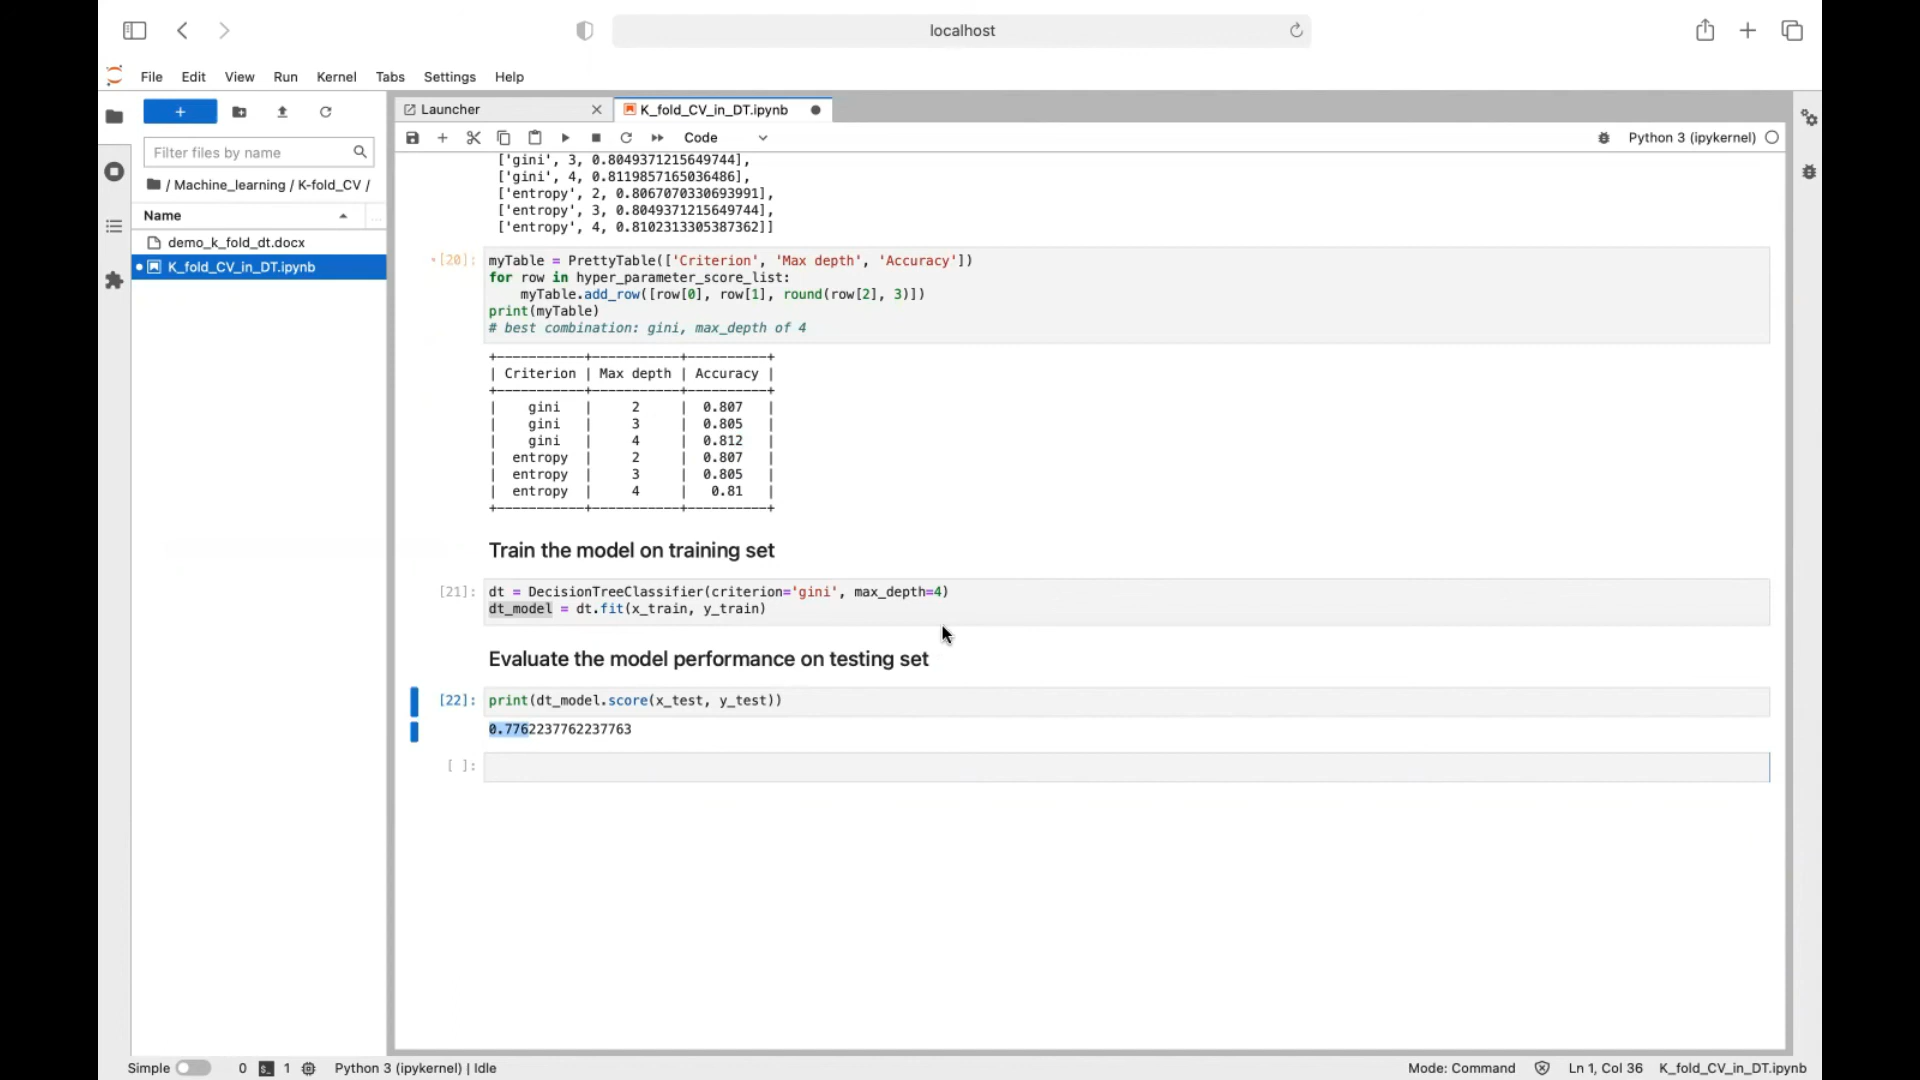 localhost
File Edit View Run Kernel Tabs Settings Help
Launcher
K_fold_CV_in_DT.ipynb
Filter files by name
Code
Python 3 (ipykernel)
/ Machine_learning / K-fold_CV /
Name
demo_k_fold_dt.docx
K_fold_CV_in_DT.ipynb
['gini', 3, 0.8049371215649744],
['gini', 4, 0.8119857165036486],
['entropy', 2, 0.8067070330693991],
['entropy', 3, 0.8049371215649744],
['entropy', 4, 0.8102313305387362]]
[20]: myTable = PrettyTable(['Criterion', 'Max depth', 'Accuracy'])
for row in hyper_parameter_score_list:
    myTable.add_row([row[0], row[1], round(row[2], 3)])
print(myTable)
# best combination: gini, max_depth of 4
+-----------+-----------+----------+
| Criterion | Max depth | Accuracy |
+-----------+-----------+----------+
|    gini   |     2     |  0.807   |
|    gini   |     3     |  0.805   |
|    gini   |     4     |  0.812   |
|  entropy  |     2     |  0.807   |
|  entropy  |     3     |  0.805   |
|  entropy  |     4     |   0.81   |
+-----------+-----------+----------+
Train the model on training set
[21]: dt = DecisionTreeClassifier(criterion='gini', max_depth=4)
dt_model = dt.fit(x_train, y_train)
Evaluate the model performance on testing set
[22]: print(dt_model.score(x_test, y_test))
0.7762237762237763
[ ]:
Simple 0 1 Python 3 (ipykernel) | Idle
Mode: Command Ln 1, Col 36 K_fold_CV_in_DT.ipynb